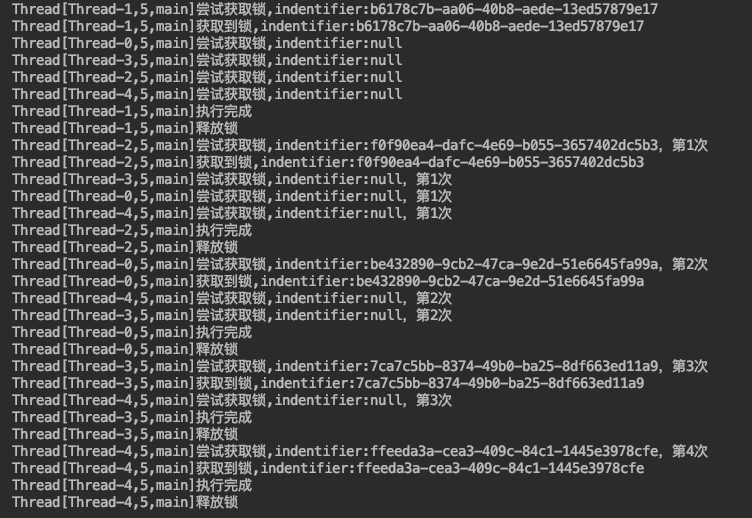 Thread[Thread-1,5,main]尝试获取锁,indentifier:b6178c7b-aa06-40b8-aede-13ed57879e17
Thread[Thread-1,5,main]获取到锁,indentifier:b6178c7b-aa06-40b8-aede-13ed57879e17
Thread[Thread-0,5,main]尝试获取锁,indentifier:null
Thread[Thread-3,5,main]尝试获取锁,indentifier:null
Thread[Thread-2,5,main]尝试获取锁,indentifier:null
Thread[Thread-4,5,main]尝试获取锁,indentifier:null
Thread[Thread-1,5,main]执行完成
Thread[Thread-1,5,main]释放锁
Thread[Thread-2,5,main]尝试获取锁,indentifier:f0f90ea4-dafc-4e69-b055-3657402dc5b3，第1次
Thread[Thread-2,5,main]获取到锁,indentifier:f0f90ea4-dafc-4e69-b055-3657402dc5b3
Thread[Thread-3,5,main]尝试获取锁,indentifier:null，第1次
Thread[Thread-0,5,main]尝试获取锁,indentifier:null，第1次
Thread[Thread-4,5,main]尝试获取锁,indentifier:null，第1次
Thread[Thread-2,5,main]执行完成
Thread[Thread-2,5,main]释放锁
Thread[Thread-0,5,main]尝试获取锁,indentifier:be432890-9cb2-47ca-9e2d-51e6645fa99a，第2次
Thread[Thread-0,5,main]获取到锁,indentifier:be432890-9cb2-47ca-9e2d-51e6645fa99a
Thread[Thread-4,5,main]尝试获取锁,indentifier:null，第2次
Thread[Thread-3,5,main]尝试获取锁,indentifier:null，第2次
Thread[Thread-0,5,main]执行完成
Thread[Thread-0,5,main]释放锁
Thread[Thread-3,5,main]尝试获取锁,indentifier:7ca7c5bb-8374-49b0-ba25-8df663ed11a9，第3次
Thread[Thread-3,5,main]获取到锁,indentifier:7ca7c5bb-8374-49b0-ba25-8df663ed11a9
Thread[Thread-4,5,main]尝试获取锁,indentifier:null，第3次
Thread[Thread-3,5,main]执行完成
Thread[Thread-3,5,main]释放锁
Thread[Thread-4,5,main]尝试获取锁,indentifier:ffeeda3a-cea3-409c-84c1-1445e3978cfe，第4次
Thread[Thread-4,5,main]获取到锁,indentifier:ffeeda3a-cea3-409c-84c1-1445e3978cfe
Thread[Thread-4,5,main]执行完成
Thread[Thread-4,5,main]释放锁